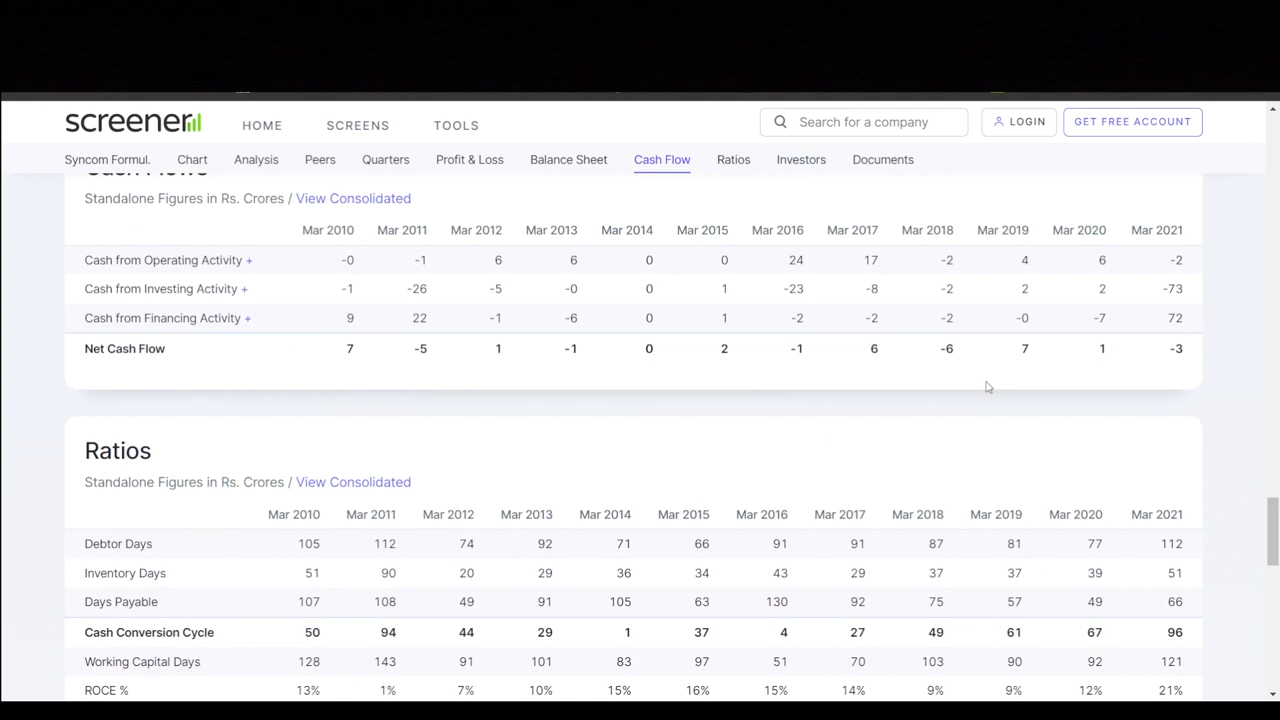 screener HOME SCREENS TOOLS Search for a company LOGIN GET FREE ACCOUNT
Syncom Formul. Chart Analysis Peers Quarters Profit & Loss Balance Sheet Cash Flow Ratios Investors Documents
Cash Flows
Standalone Figures in Rs. Crores / View Consolidated
Mar 2010 Mar 2011 Mar 2012 Mar 2013 Mar 2014 Mar 2015 Mar 2016 Mar 2017 Mar 2018 Mar 2019 Mar 2020 Mar 2021
Cash from Operating Activity + -0 -1 6 6 0 0 24 17 -2 4 6 -2
Cash from Investing Activity + -1 -26 -5 -0 0 1 -23 -8 -2 2 2 -73
Cash from Financing Activity + 9 22 -1 -6 0 1 -2 -2 -2 -0 -7 72
Net Cash Flow 7 -5 1 -1 0 2 -1 6 -6 7 1 -3
Ratios
Standalone Figures in Rs. Crores / View Consolidated
Mar 2010 Mar 2011 Mar 2012 Mar 2013 Mar 2014 Mar 2015 Mar 2016 Mar 2017 Mar 2018 Mar 2019 Mar 2020 Mar 2021
Debtor Days 105 112 74 92 71 66 91 91 87 81 77 112
Inventory Days 51 90 20 29 36 34 43 29 37 37 39 51
Days Payable 107 108 49 91 105 63 130 92 75 57 49 66
Cash Conversion Cycle 50 94 44 29 1 37 4 27 49 61 67 96
Working Capital Days 128 143 91 101 83 97 51 70 103 90 92 121
ROCE % 13% 1% 7% 10% 15% 16% 15% 14% 9% 9% 12% 21%